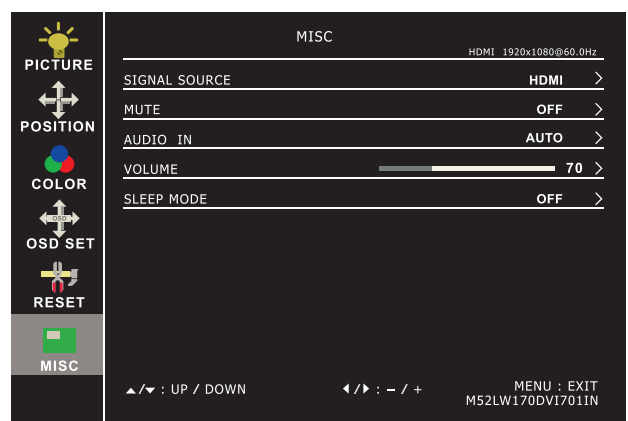 PICTURE
POSITION
COLOR
OSD
OSD SET
RESET
MISC
MISC
HDMI 1920x1080@60.0Hz
SIGNAL SOURCE HDMI >
MUTE OFF >
AUDIO IN AUTO >
VOLUME 70 >
SLEEP MODE OFF >
▲/▼ : UP / DOWN ◀/▶ : – / + MENU : EXIT
M52LW170DVI701IN